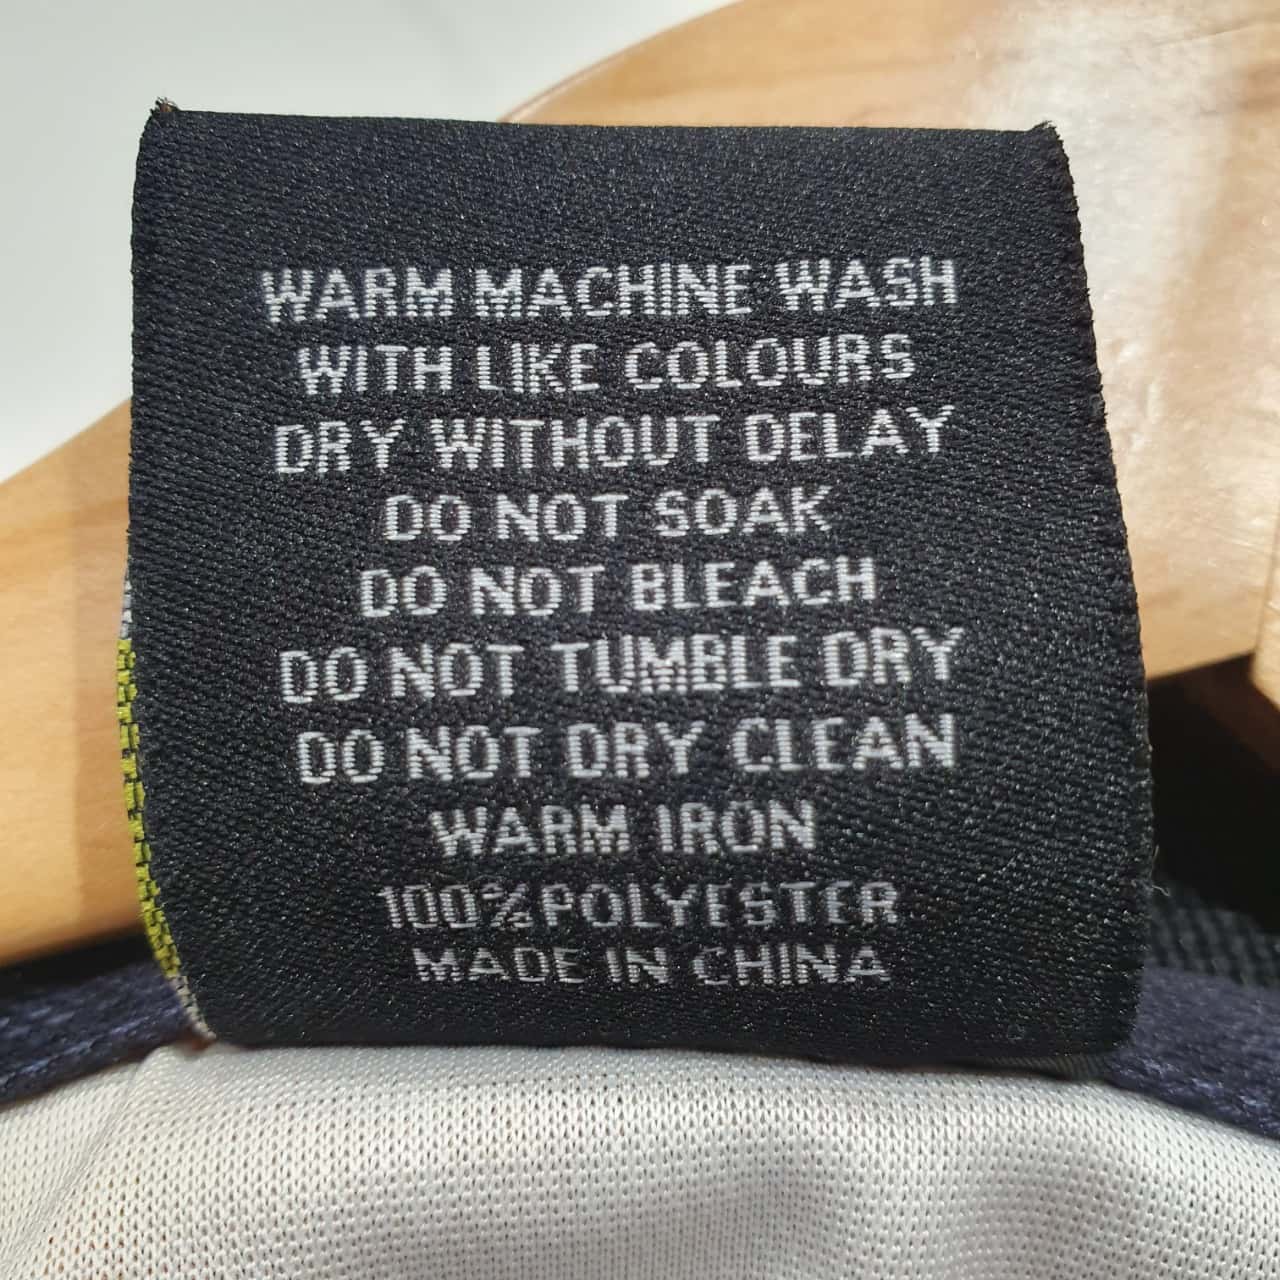 WARM MACHINE WASH
WITH LIKE COLOURS
DRY WITHOUT DELAY
DO NOT SOAK
DO NOT BLEACH
DO NOT TUMBLE DRY
DO NOT DRY CLEAN
WARM IRON
100%POLYESTER
MADE IN CHINA